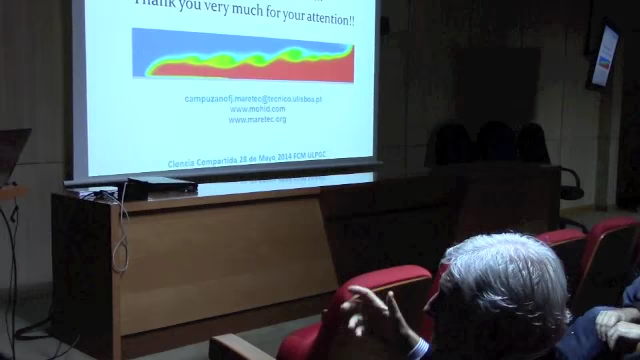 Thank you very much for your attention!!
campuzanofj.maretec@tecnico.ulisboa.pt
www.mohid.com
www.maretec.org
Ciencia Compartida 28 de Mayo 2014 FCM ULPGC